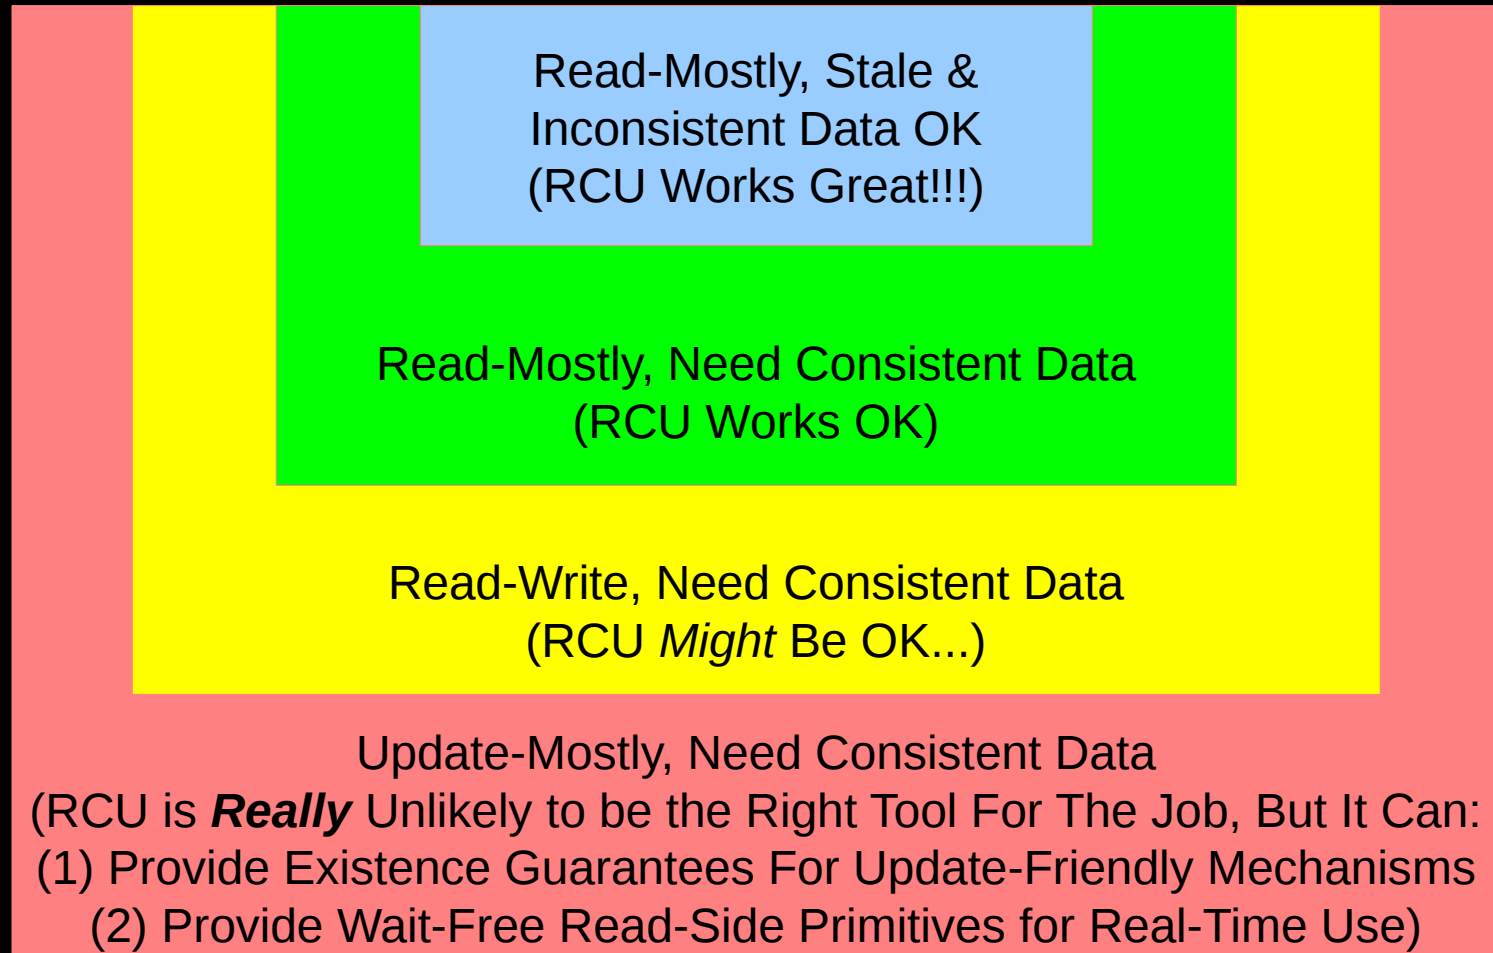 Read-Mostly, Stale &
Inconsistent Data OK
(RCU Works Great!!!)
Read-Mostly, Need Consistent Data
(RCU Works OK)
Read-Write, Need Consistent Data
(RCU Might Be OK...)
Update-Mostly, Need Consistent Data
(RCU is Really Unlikely to be the Right Tool For The Job, But It Can:
(1) Provide Existence Guarantees For Update-Friendly Mechanisms
(2) Provide Wait-Free Read-Side Primitives for Real-Time Use)